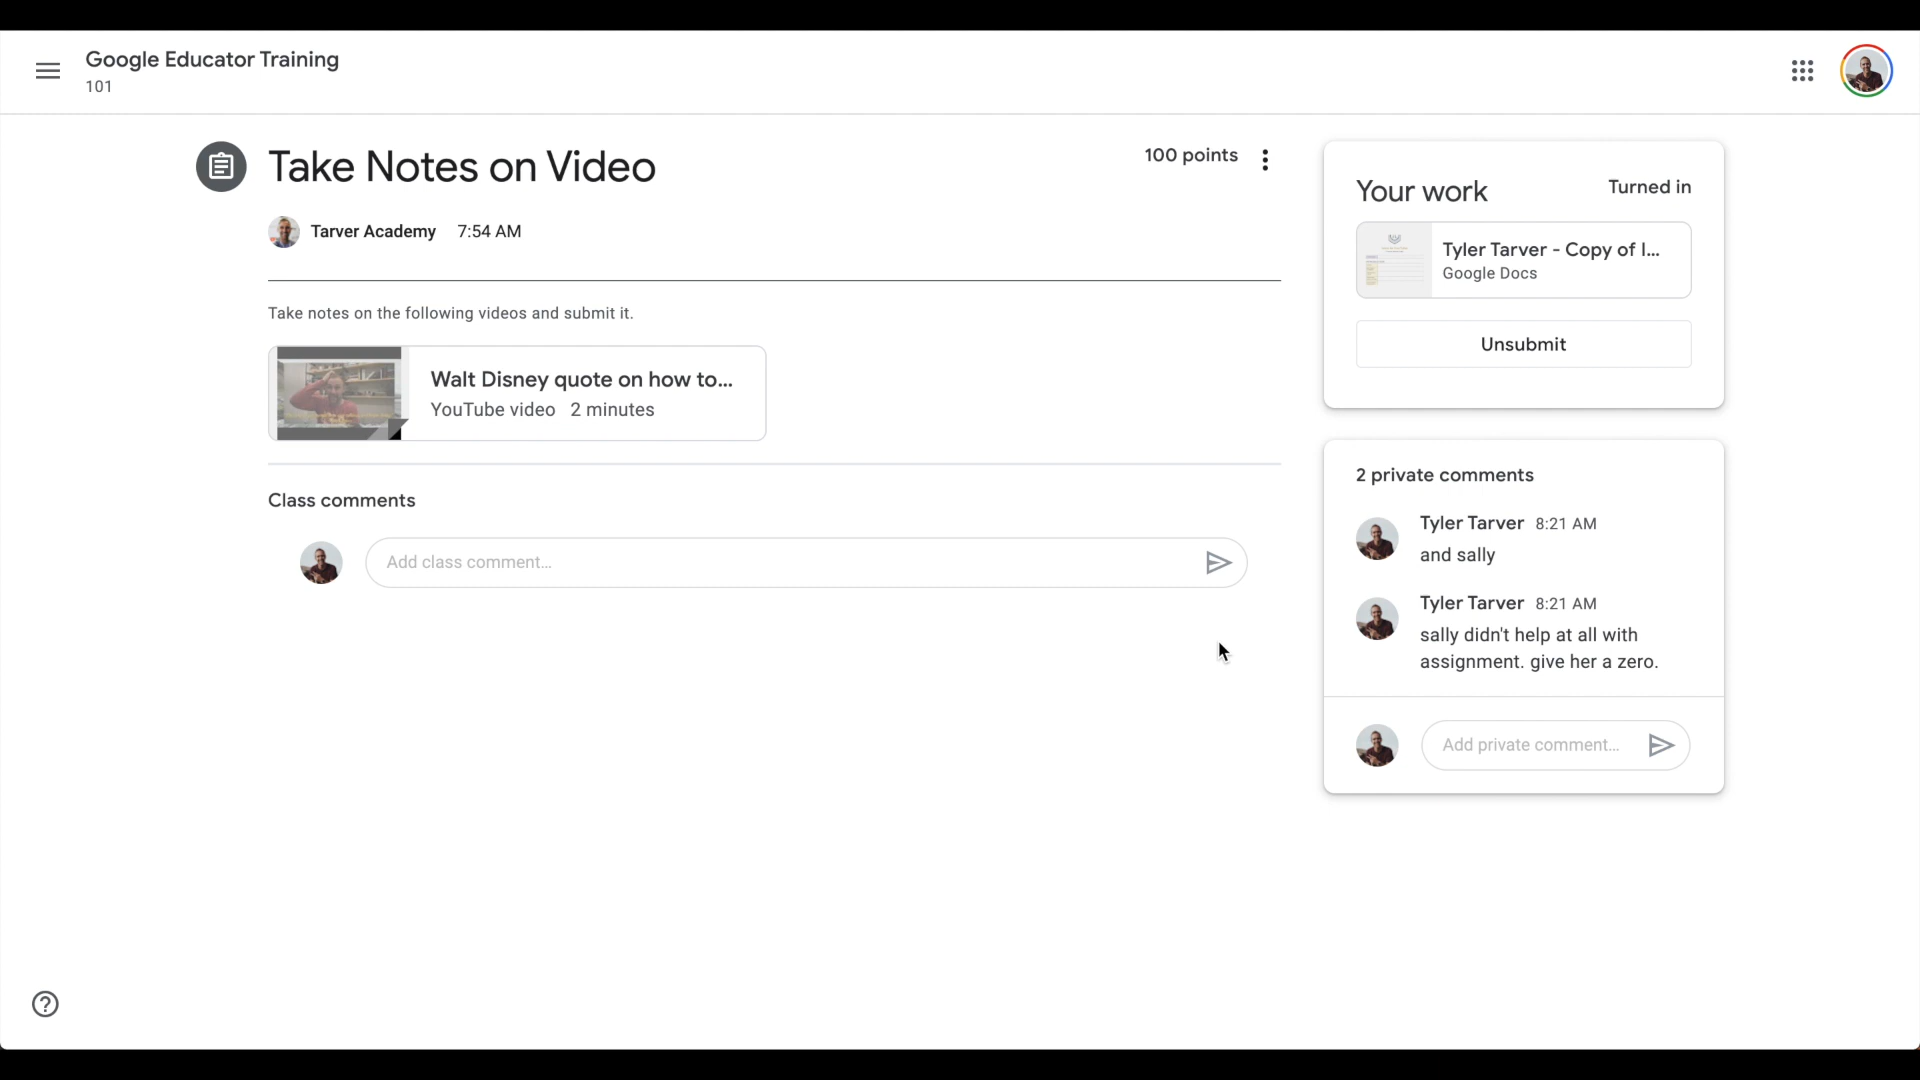 Google Educator Training
101
Take Notes on Video
100 points
Tarver Academy 7:54 AM
Take notes on the following videos and submit it.
Walt Disney quote on how to...
YouTube video 2 minutes
Class comments
Add class comment...
Your work
Turned in
Tyler Tarver - Copy of I...
Google Docs
Unsubmit
2 private comments
Tyler Tarver 8:21 AM
and sally
Tyler Tarver 8:21 AM
sally didn't help at all with
assignment. give her a zero.
Add private comment...